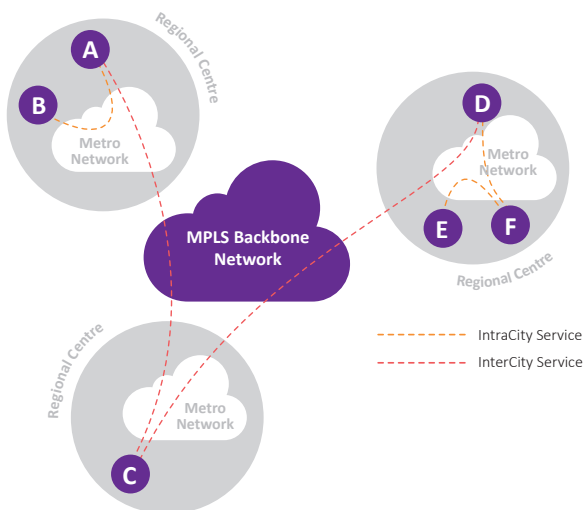 Regional Centre
A
B
Metro
Network
D
Metro
Network
E
F
Regional Centre
MPLS Backbone
Network
IntraCity Service
InterCity Service
Regional Centre
Metro
Network
C